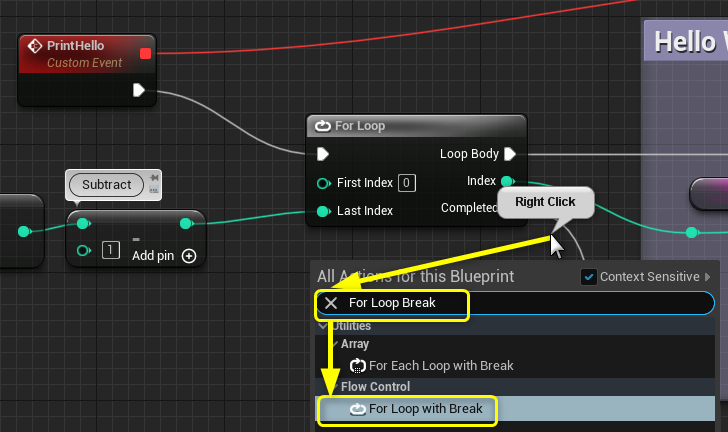 PrintHello
Custom Event
Hello W
For Loop
Loop Body
First Index 0
Index
Last Index
Completed
Subtract
1
Add pin
Right Click
All Actions for this Blueprint
Context Sensitive
For Loop Break
Utilities
Array
For Each Loop with Break
Flow Control
For Loop with Break